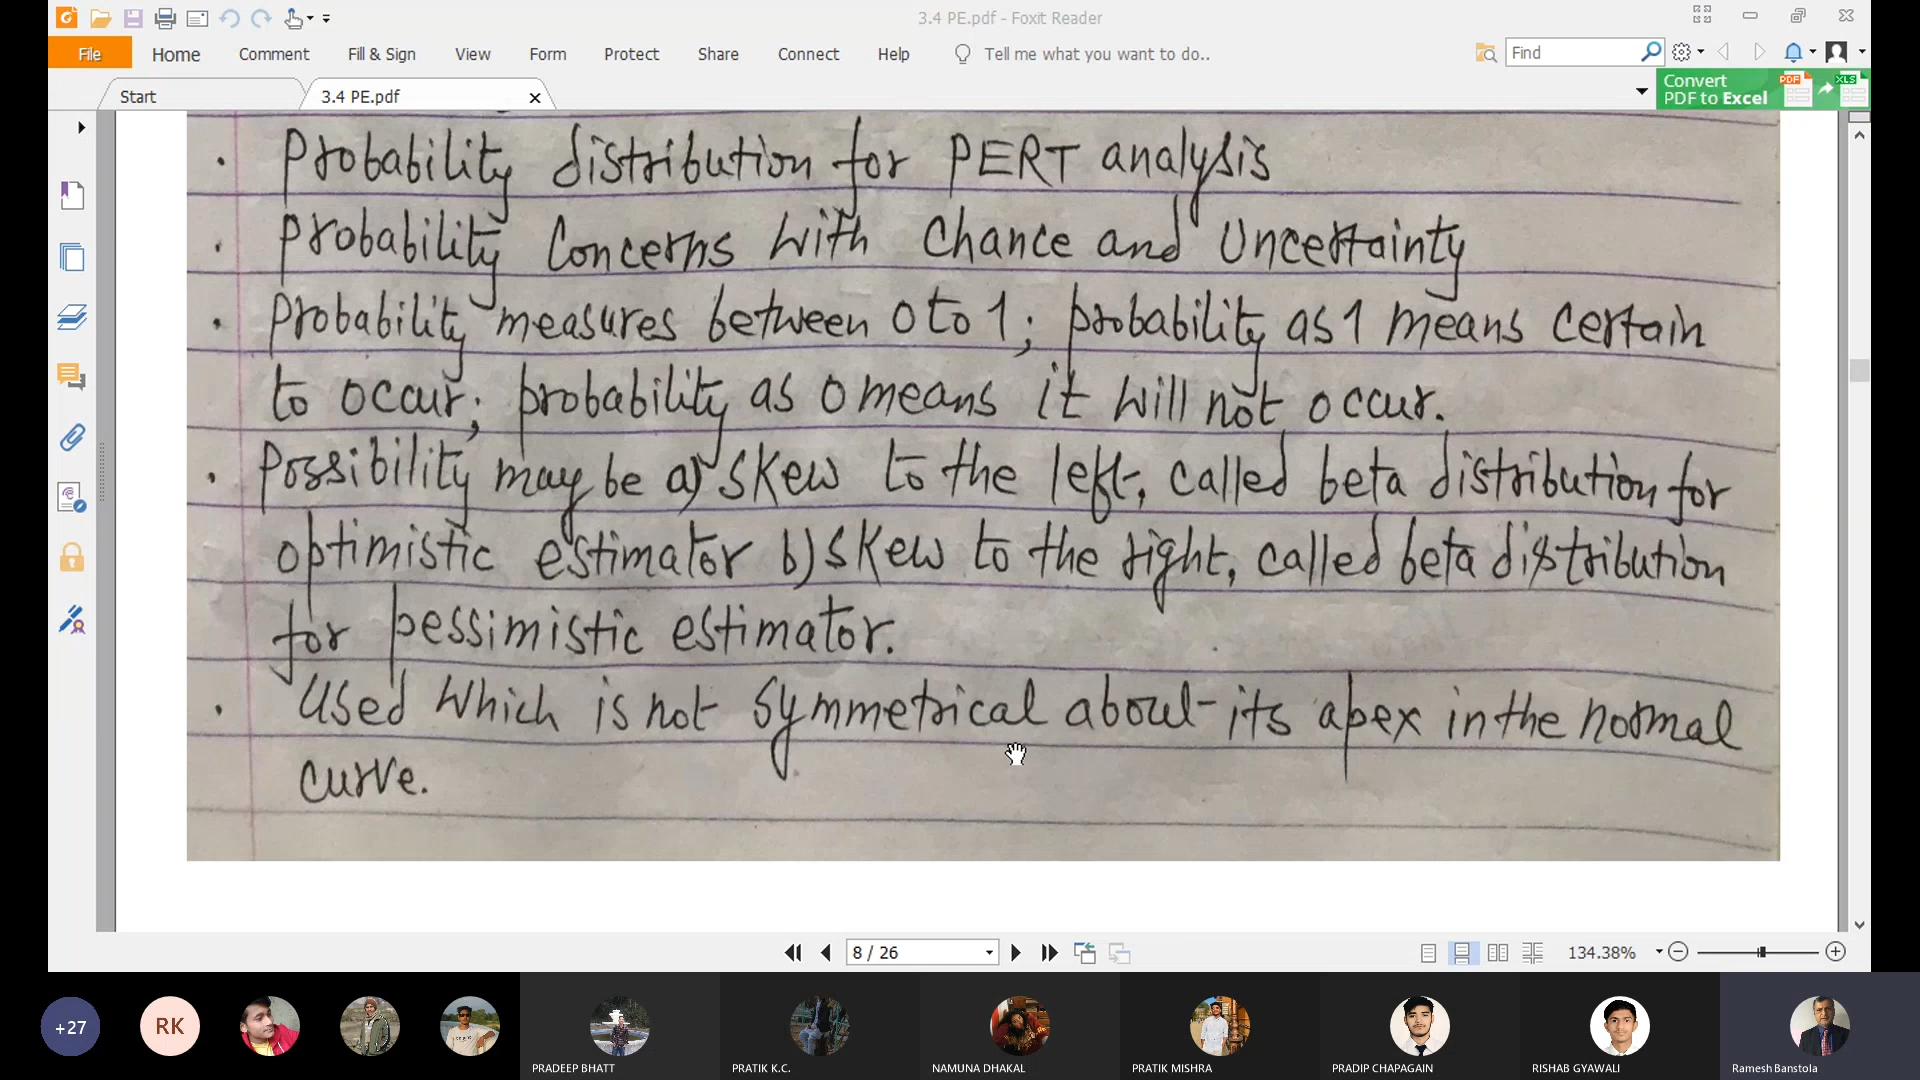 3.4 PE.pdf - Foxit Reader
File Home Comment Fill & Sign View Form Protect Share Connect Help Tell me what you want to do.. Find
Start 3.4 PE.pdf
Convert
PDF to Excel
PDF XLS
. Probability distribution for PERT analysis
. Probability Concerns With Chance and Uncertainty
. Probability measures between 0 to 1; probability as 1 means certain
to occur; probability as 0 means it will not occur.
. Possibility may be a) skew to the left, called beta distribution for
optimistic estimator b) skew to the right, called beta distribution
for pessimistic estimator.
. Used Which is not Symmetrical about its apex in the normal
curve.
8 / 26
134.38%
+27 RK
PRADEEP BHATT PRATIK K.C. NAMUNA DHAKAL PRATIK MISHRA PRADIP CHAPAGAIN RISHAB GYAWALI Ramesh Banstola